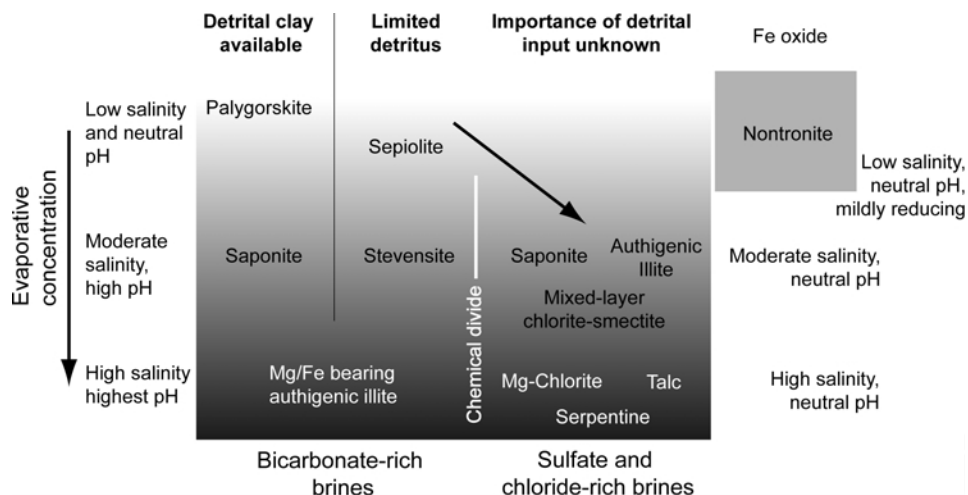 Detrital clay
available
Limited
detritus
Importance of detrital
input unknown
Fe oxide
Evaporative
concentration
Low salinity
and neutral
pH
Palygorskite
Sepiolite
Nontronite
Low salinity,
neutral pH,
mildly reducing
Moderate
salinity,
high pH
Saponite
Stevensite
Chemical divide
Saponite
Authigenic
Illite
Mixed-layer
chlorite-smectite
Moderate salinity,
neutral pH
High salinity
highest pH
Mg/Fe bearing
authigenic illite
Mg-Chlorite
Talc
Serpentine
High salinity,
neutral pH
Bicarbonate-rich
brines
Sulfate and
chloride-rich brines